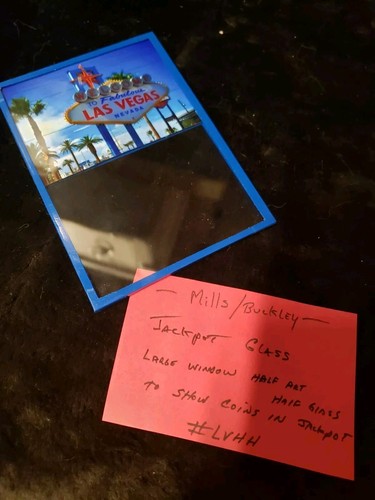 WELCOME
TO Fabulous
LAS VEGAS
NEVADA
— Mills/Buckley —
Jackpot Glass
Large window Half Art
Half Glass
to show coins in Jackpot
#LVHH